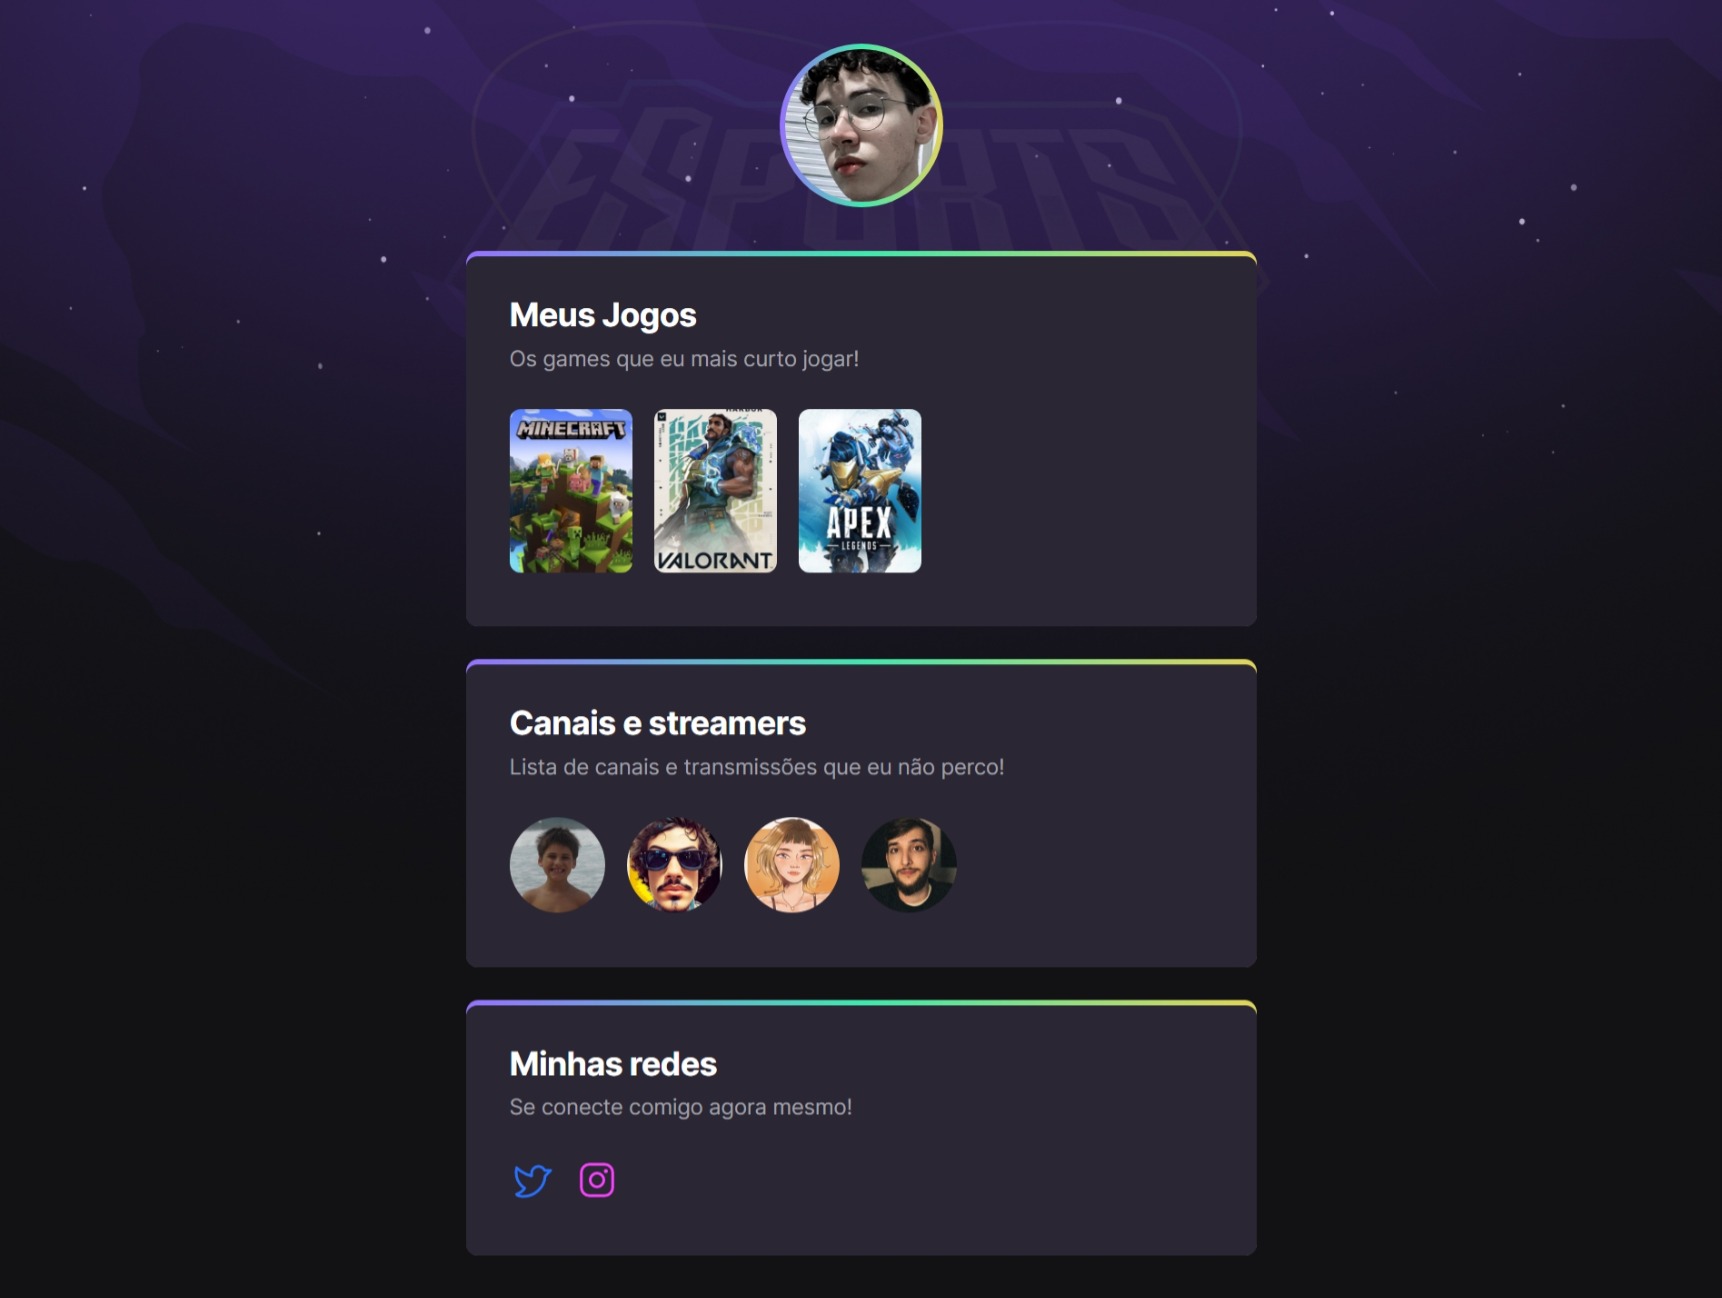 ESPORTS
Meus Jogos
Os games que eu mais curto jogar!
MINECRAFT
HARBOR
VALORANT
APEX
LEGENDS
Canais e streamers
Lista de canais e transmissões que eu não perco!
Minhas redes
Se conecte comigo agora mesmo!